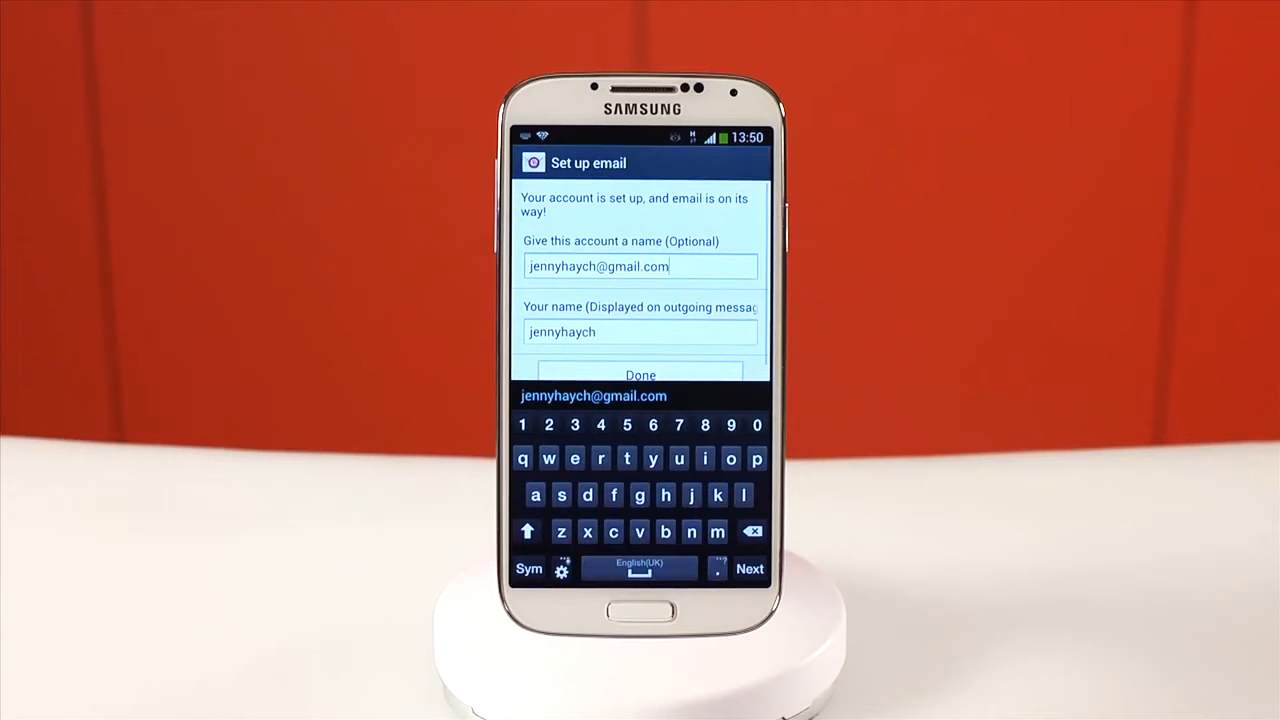 SAMSUNG
H
13:50
Set up email
Your account is set up, and email is on its
way!
Give this account a name (Optional)
jennyhaych@gmail.com
Your name (Displayed on outgoing messag
jennyhaych
Done
jennyhaych@gmail.com
1 2 3 4 5 6 7 8 9 0
q w e r t y u i o p
a s d f g h j k l
z x c v b n m
Sym English(UK) . Next